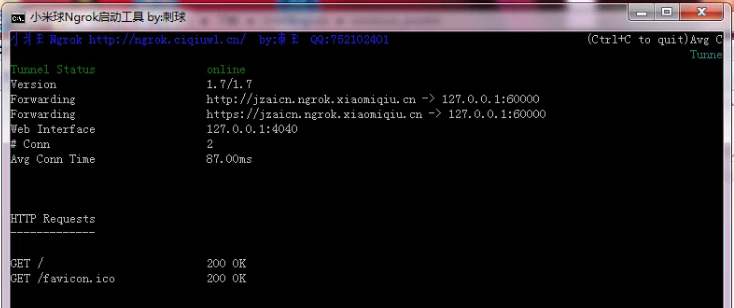 小米球Ngrok启动工具 by:刺球
Ngrok http://ngrok.ciqiuwl.cn/ by: QQ:752102401 (Ctrl+C to quit)Avg C
Tunne
Tunnel Status online
Version 1.7/1.7
Forwarding http://jzaicn.ngrok.xiaomiqiu.cn -> 127.0.0.1:60000
Forwarding https://jzaicn.ngrok.xiaomiqiu.cn -> 127.0.0.1:60000
Web Interface 127.0.0.1:4040
# Conn 2
Avg Conn Time 87.00ms
HTTP Requests
-------------
GET / 200 OK
GET /favicon.ico 200 OK